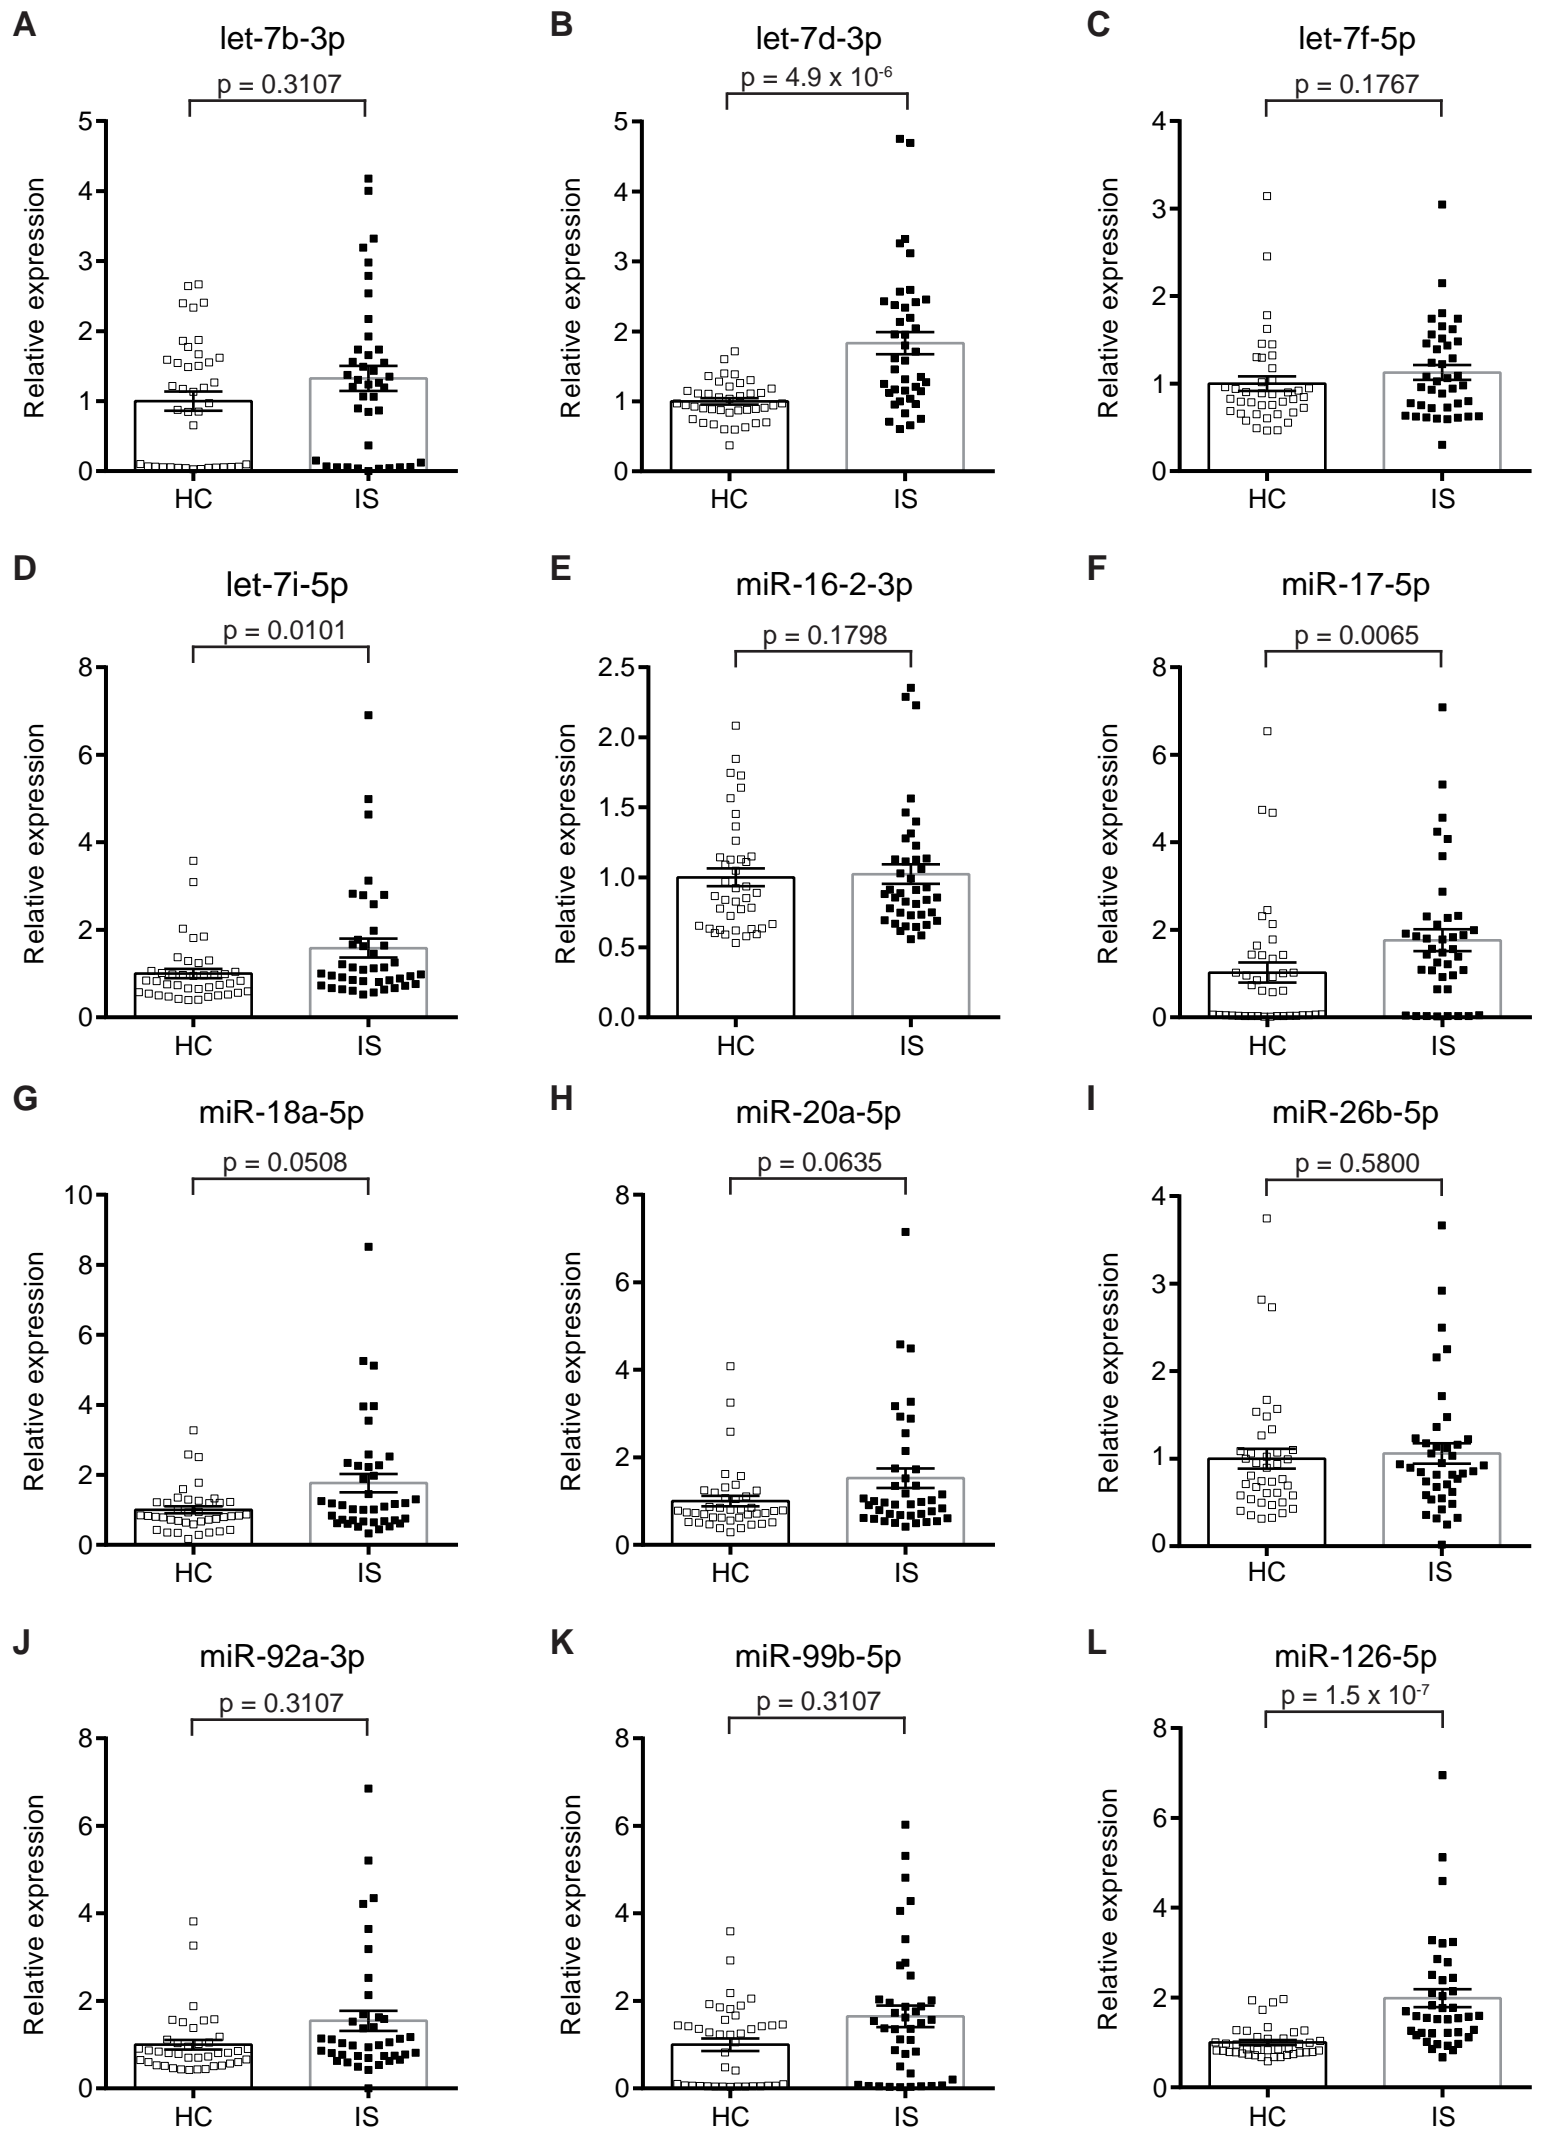 A
let-7b-3p
p = 0.3107
Relative expression
5
4
3
2
1
0
HC IS
B
let-7d-3p
p = 4.9 x 10⁻⁶
Relative expression
5
4
3
2
1
0
HC IS
C
let-7f-5p
p = 0.1767
Relative expression
4
3
2
1
0
HC IS
D
let-7i-5p
p = 0.0101
Relative expression
8
6
4
2
0
HC IS
E
miR-16-2-3p
p = 0.1798
Relative expression
2.5
2.0
1.5
1.0
0.5
0.0
HC IS
F
miR-17-5p
p = 0.0065
Relative expression
8
6
4
2
0
HC IS
G
miR-18a-5p
p = 0.0508
Relative expression
10
8
6
4
2
0
HC IS
H
miR-20a-5p
p = 0.0635
Relative expression
8
6
4
2
0
HC IS
I
miR-26b-5p
p = 0.5800
Relative expression
4
3
2
1
0
HC IS
J
miR-92a-3p
p = 0.3107
Relative expression
8
6
4
2
0
HC IS
K
miR-99b-5p
p = 0.3107
Relative expression
8
6
4
2
0
HC IS
L
miR-126-5p
p = 1.5 x 10⁻⁷
Relative expression
8
6
4
2
0
HC IS